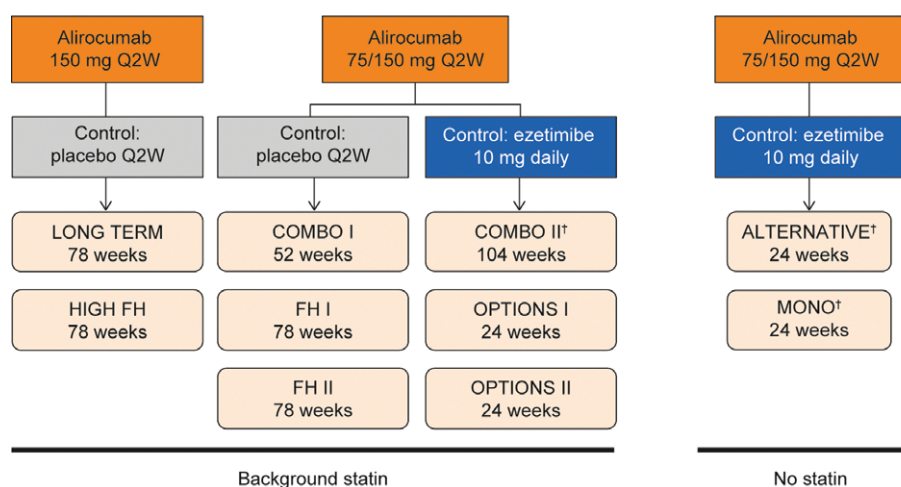 Alirocumab
150 mg Q2W
Alirocumab
75/150 mg Q2W
Alirocumab
75/150 mg Q2W
Control:
placebo Q2W
Control:
placebo Q2W
Control: ezetimibe
10 mg daily
Control: ezetimibe
10 mg daily
LONG TERM
78 weeks
COMBO I
52 weeks
COMBO II†
104 weeks
ALTERNATIVE†
24 weeks
HIGH FH
78 weeks
FH I
78 weeks
OPTIONS I
24 weeks
MONO†
24 weeks
FH II
78 weeks
OPTIONS II
24 weeks
Background statin
No statin